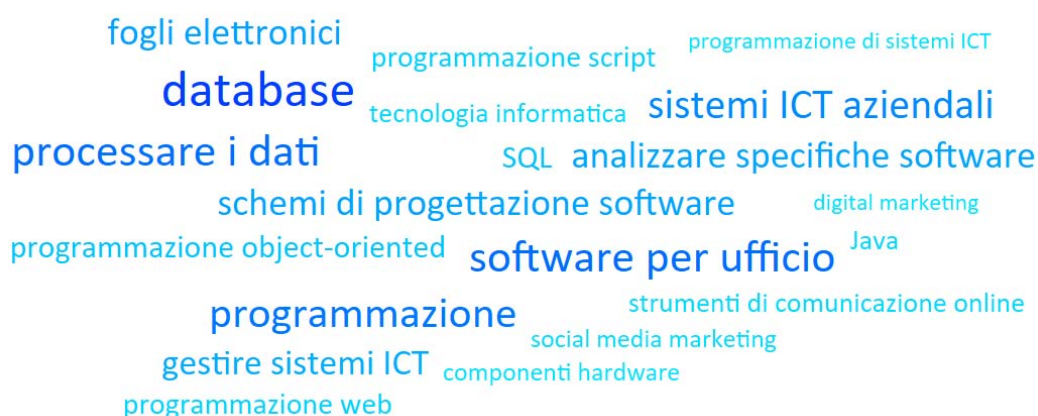 fogli elettronici
programmazione script
programmazione di sistemi ICT
database
tecnologia informatica
sistemi ICT aziendali
processare i dati
SQL
analizzare specifiche software
schemi di progettazione software
digital marketing
programmazione object-oriented
software per ufficio
Java
programmazione
strumenti di comunicazione online
social media marketing
gestire sistemi ICT
componenti hardware
programmazione web